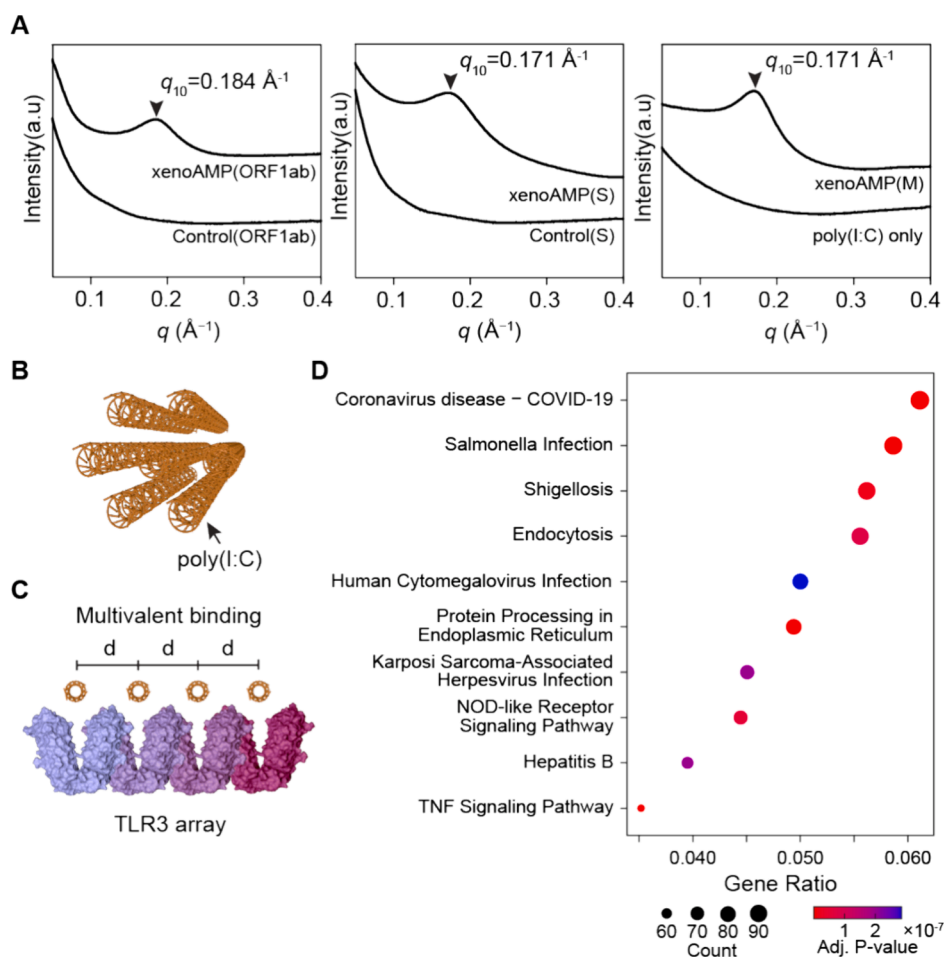 A
Intensity(a.u)
q10=0.184 Å-1
xenoAMP(ORF1ab)
Control(ORF1ab)
0.1 0.2 0.3 0.4
q (Å−1)
Intensity(a.u)
q10=0.171 Å-1
xenoAMP(S)
Control(S)
0.1 0.2 0.3 0.4
q (Å−1)
Intensity(a.u)
q10=0.171 Å-1
xenoAMP(M)
poly(I:C) only
0.1 0.2 0.3 0.4
q (Å−1)
B
poly(I:C)
C
Multivalent binding
d d d
TLR3 array
D
Coronavirus disease − COVID-19
Salmonella Infection
Shigellosis
Endocytosis
Human Cytomegalovirus Infection
Protein Processing in
Endoplasmic Reticulum
Karposi Sarcoma-Associated
Herpesvirus Infection
NOD-like Receptor
Signaling Pathway
Hepatitis B
TNF Signaling Pathway
0.040 0.050 0.060
Gene Ratio
60 70 80 90
Count
1 2 ×10-7
Adj. P-value